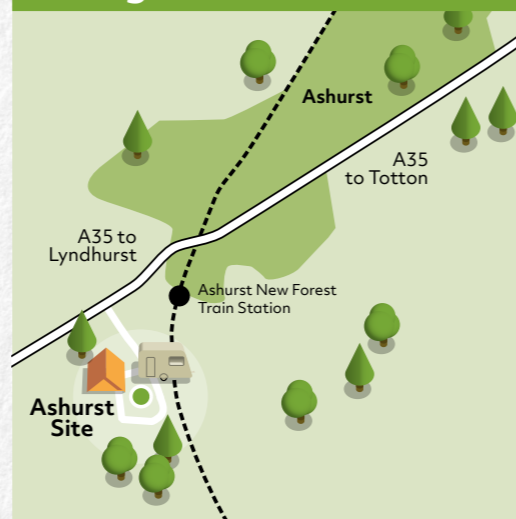 Ashurst
A35
to Totton
A35 to
Lyndhurst
Ashurst New Forest
Train Station
Ashurst
Site